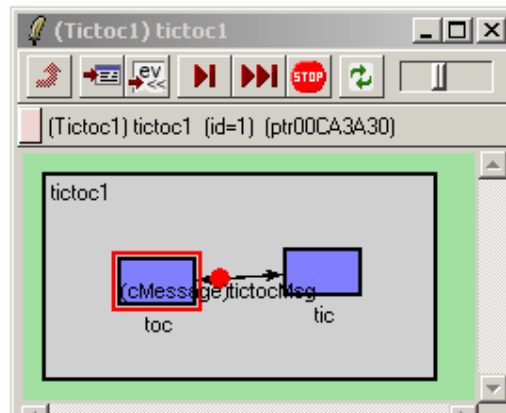 (Tictoc1) tictoc1
ev
<<
STOP
(Tictoc1) tictoc1 (id=1) (ptr00CA3A30)
tictoc1
(cMessage)tictocMsg
toc
tic